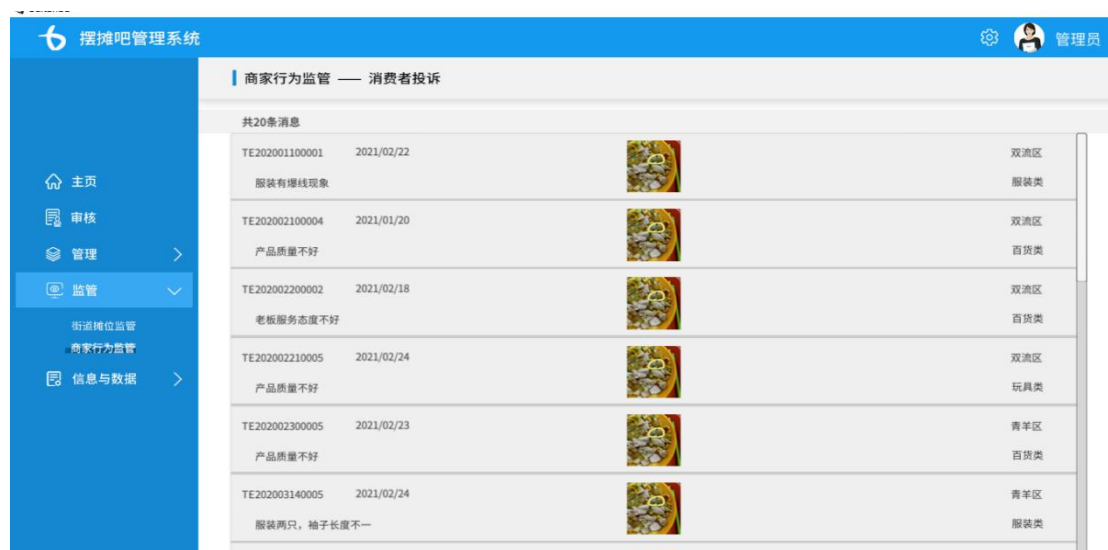 摆摊吧管理系统
管理员
商家行为监管 —— 消费者投诉
共20条消息
主页
审核
管理
监管
街道摊位监管
商家行为监管
信息与数据
TE202001100001 2021/02/22 双流区
服装有爆线现象 服装类
TE202002100004 2021/01/20 双流区
产品质量不好 百货类
TE202002200002 2021/02/18 双流区
老板服务态度不好 百货类
TE202002210005 2021/02/24 双流区
产品质量不好 玩具类
TE202002300005 2021/02/23 青羊区
产品质量不好 百货类
TE202003140005 2021/02/24 青羊区
服装两只，袖子长度不一 服装类